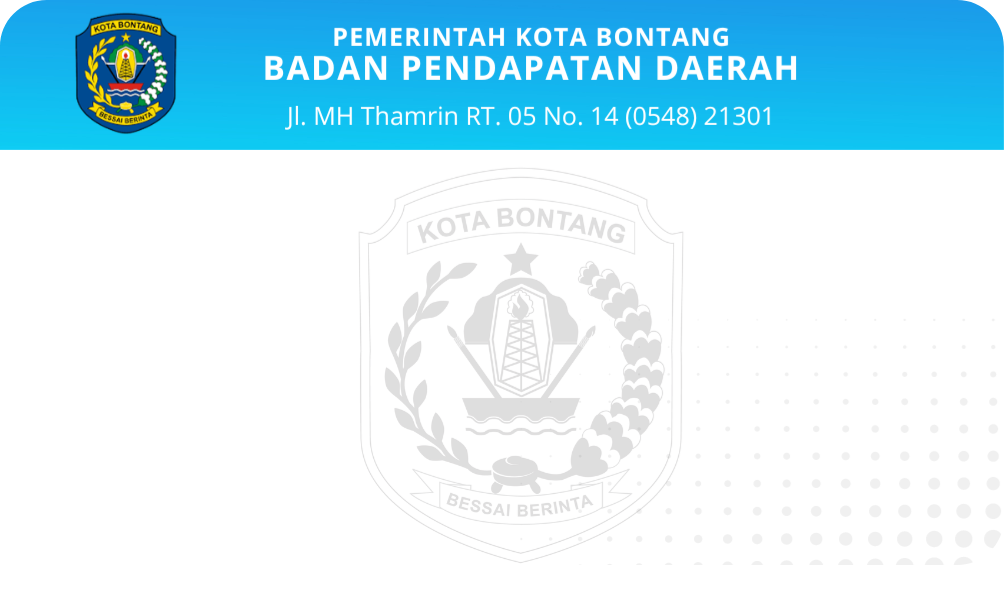 KOTA BONTANG
BESSAI BERINTA
PEMERINTAH KOTA BONTANG
BADAN PENDAPATAN DAERAH
Jl. MH Thamrin RT. 05 No. 14 (0548) 21301
KOTA BONTANG
BESSAI BERINTA